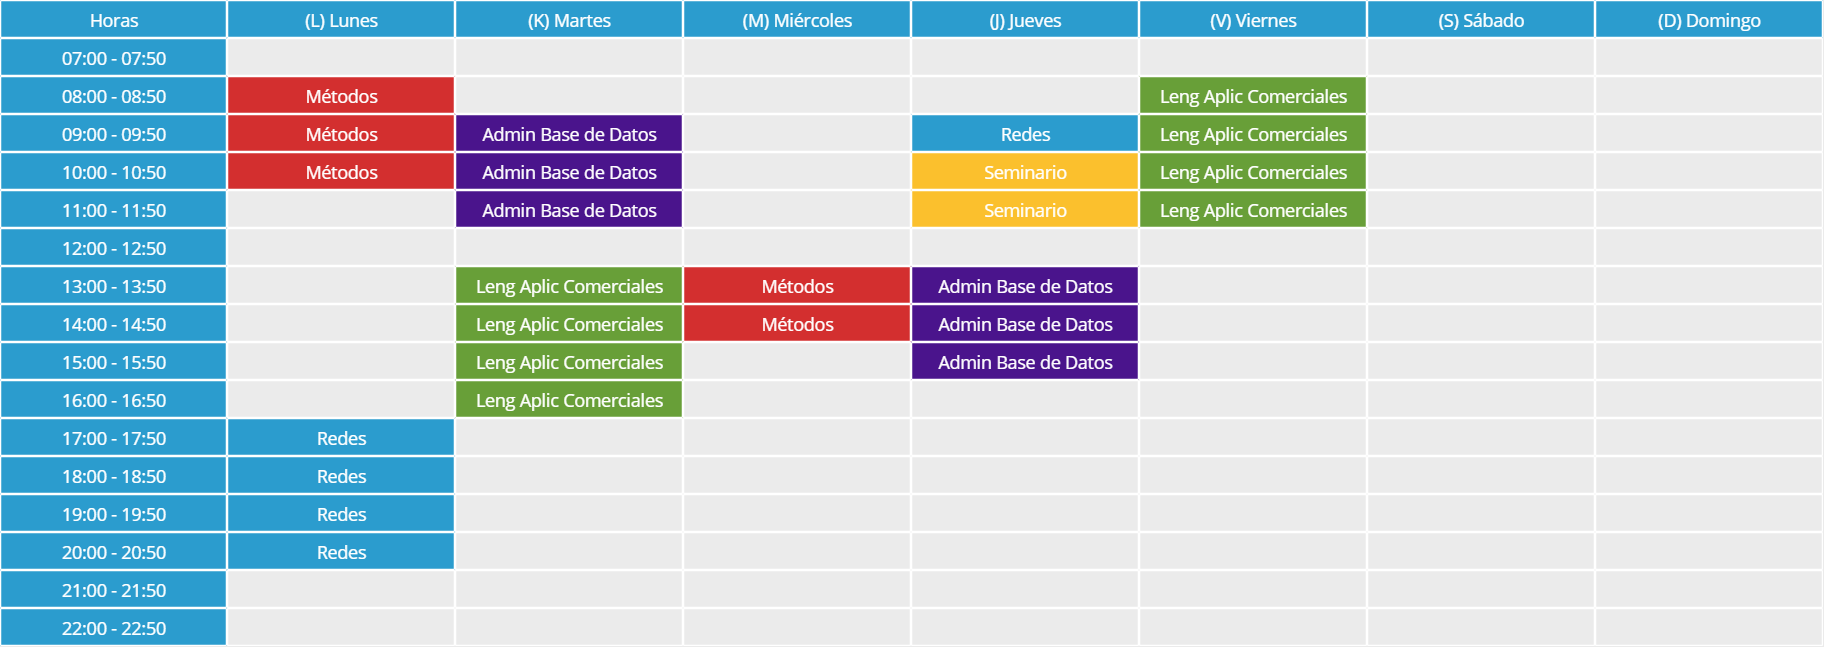 Horas (L) Lunes (K) Martes (M) Miércoles (J) Jueves (V) Viernes (S) Sábado (D) Domingo
07:00 - 07:50
08:00 - 08:50 Métodos Leng Aplic Comerciales
09:00 - 09:50 Métodos Admin Base de Datos Redes Leng Aplic Comerciales
10:00 - 10:50 Métodos Admin Base de Datos Seminario Leng Aplic Comerciales
11:00 - 11:50 Admin Base de Datos Seminario Leng Aplic Comerciales
12:00 - 12:50
13:00 - 13:50 Leng Aplic Comerciales Métodos Admin Base de Datos
14:00 - 14:50 Leng Aplic Comerciales Métodos Admin Base de Datos
15:00 - 15:50 Leng Aplic Comerciales Admin Base de Datos
16:00 - 16:50 Leng Aplic Comerciales
17:00 - 17:50 Redes
18:00 - 18:50 Redes
19:00 - 19:50 Redes
20:00 - 20:50 Redes
21:00 - 21:50
22:00 - 22:50